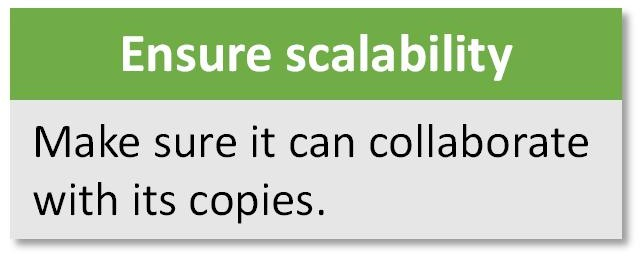 Ensure scalability
Make sure it can collaborate
with its copies.